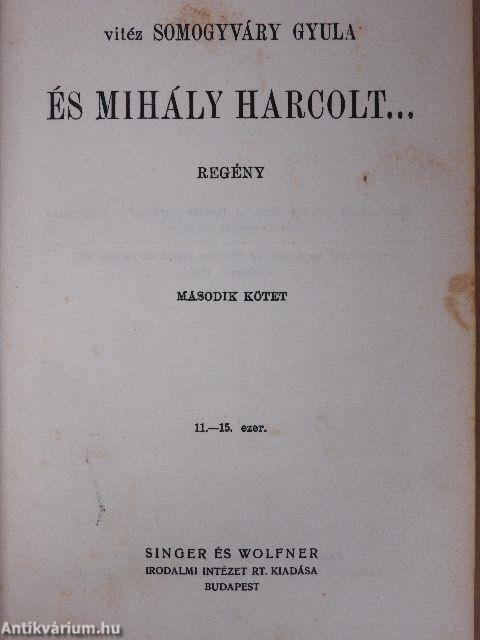 vitéz SOMOGYVÁRY GYULA
ÉS MIHÁLY HARCOLT...
REGÉNY
MÁSODIK KÖTET
11.—15. ezer.
SINGER ÉS WOLFNER
IRODALMI INTÉZET RT. KIADÁSA
BUDAPEST
Antikvárium.hu